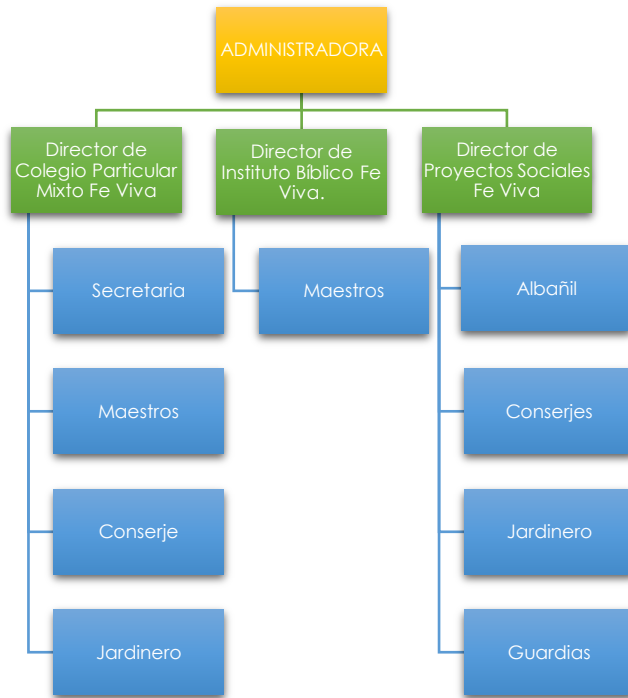 ADMINISTRADORA
Director de
Colegio Particular
Mixto Fe Viva
Director de
Instituto Bíblico Fe
Viva.
Director de
Proyectos Sociales
Fe Viva
Secretaria
Maestros
Conserje
Jardinero
Maestros
Albañil
Conserjes
Jardinero
Guardias